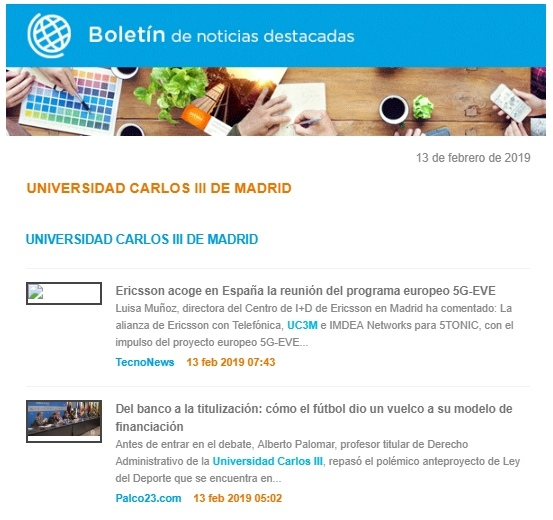 Boletín de noticias destacadas
13 de febrero de 2019
UNIVERSIDAD CARLOS III DE MADRID
UNIVERSIDAD CARLOS III DE MADRID
Ericsson acoge en España la reunión del programa europeo 5G-EVE
Luisa Muñoz, directora del Centro de I+D de Ericsson en Madrid ha comentado: La
alianza de Ericsson con Telefónica, UC3M e IMDEA Networks para 5TONIC, con el
impulso del proyecto europeo 5G-EVE...
TecnoNews 13 feb 2019 07:43
Del banco a la titulización: cómo el fútbol dio un vuelco a su modelo de
financiación
Antes de entrar en el debate, Alberto Palomar, profesor titular de Derecho
Administrativo de la Universidad Carlos III, repasó el polémico anteproyecto de Ley
del Deporte que se encuentra en...
Palco23.com 13 feb 2019 05:02